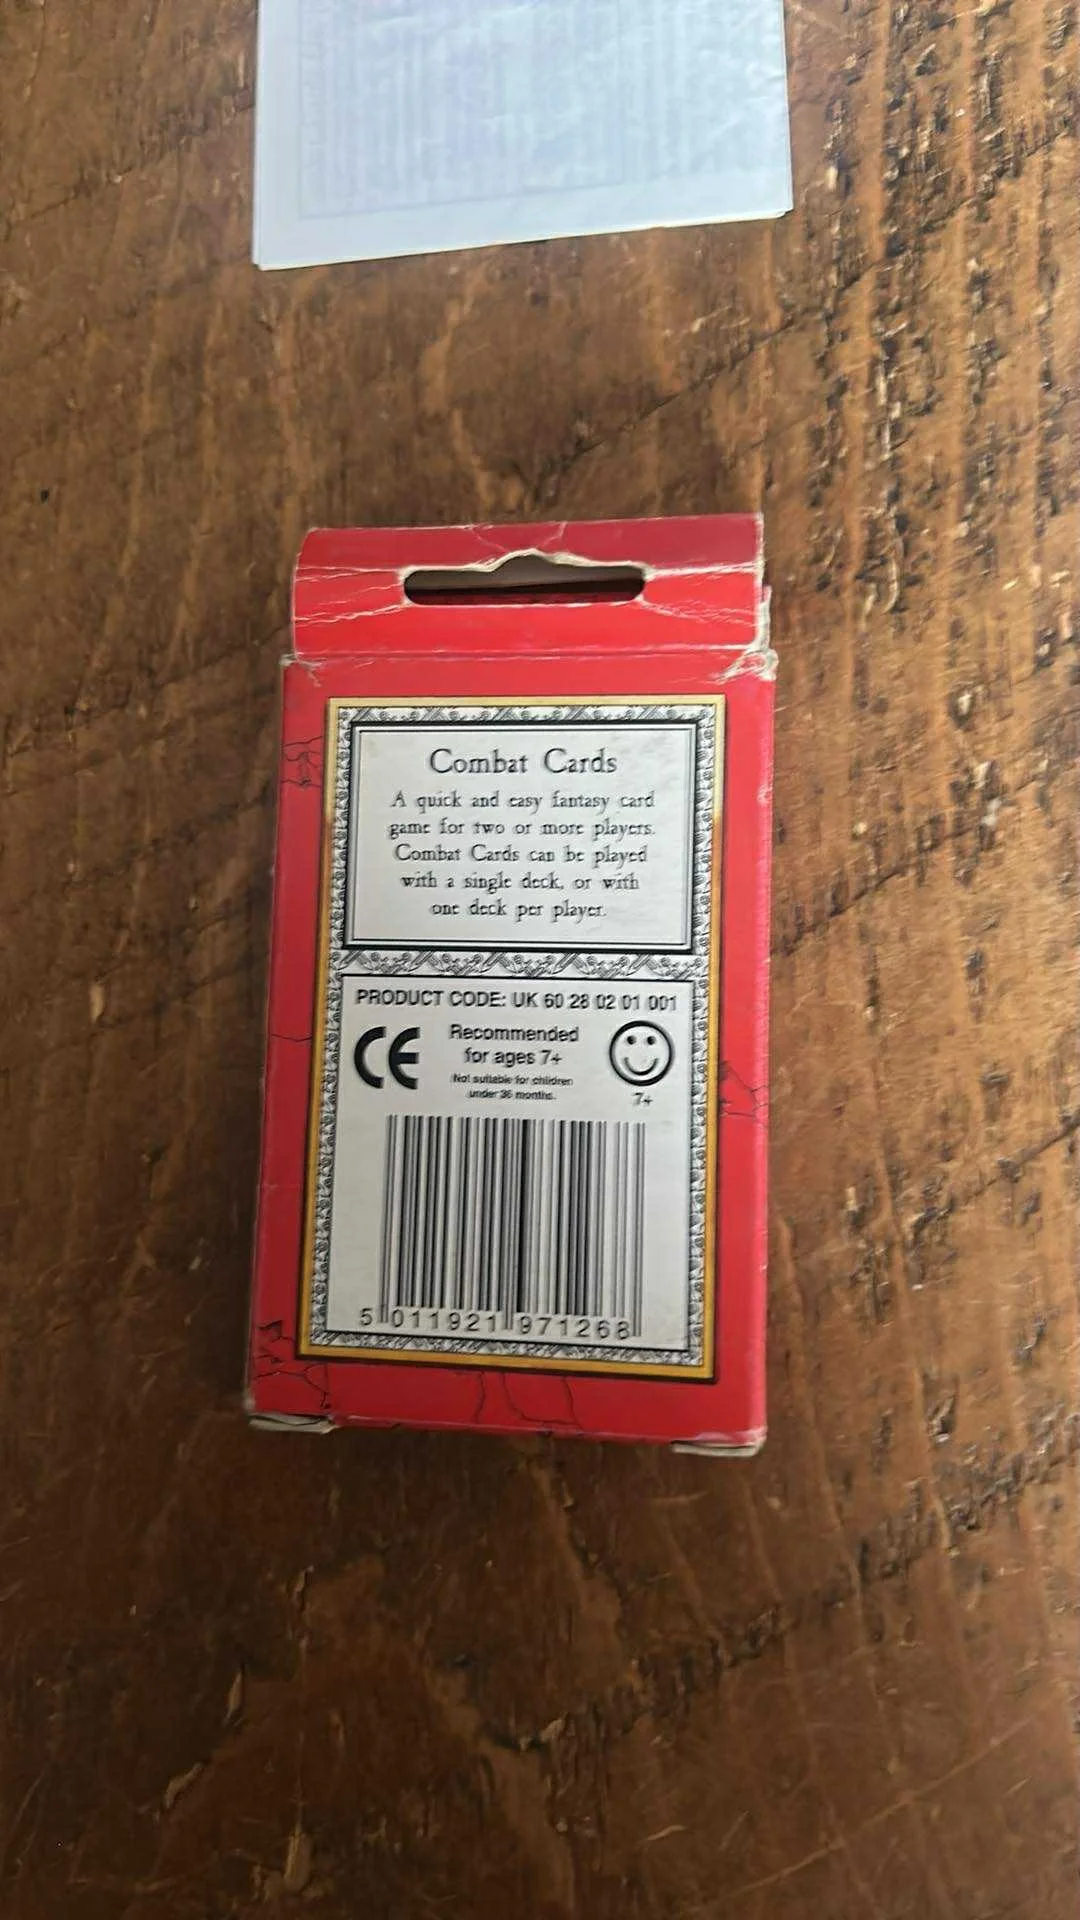 Combat Cards
A quick and easy fantasy card
game for two or more players.
Combat Cards can be played
with a single deck, or with
one deck per player.
PRODUCT CODE: UK 60 28 02 01 001
CE
Recommended
for ages 7+
Not suitable for children
under 36 months.
7+
5 011921 971268